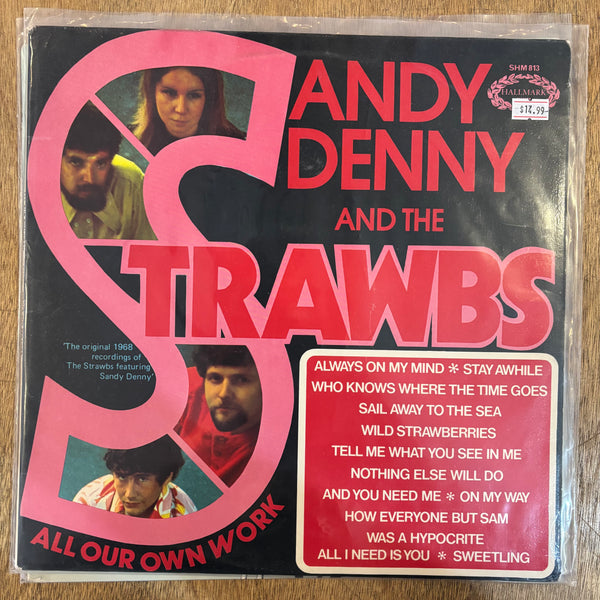 SHM 813
HALLMARK
$14.99
SANDY
DENNY
AND THE
STRAWBS
'The original 1968
recordings of
The Strawbs featuring
Sandy Denny'
ALWAYS ON MY MIND * STAY AWHILE
WHO KNOWS WHERE THE TIME GOES
SAIL AWAY TO THE SEA
WILD STRAWBERRIES
TELL ME WHAT YOU SEE IN ME
NOTHING ELSE WILL DO
AND YOU NEED ME * ON MY WAY
HOW EVERYONE BUT SAM
WAS A HYPOCRITE
ALL I NEED IS YOU * SWEETLING
ALL OUR OWN WORK